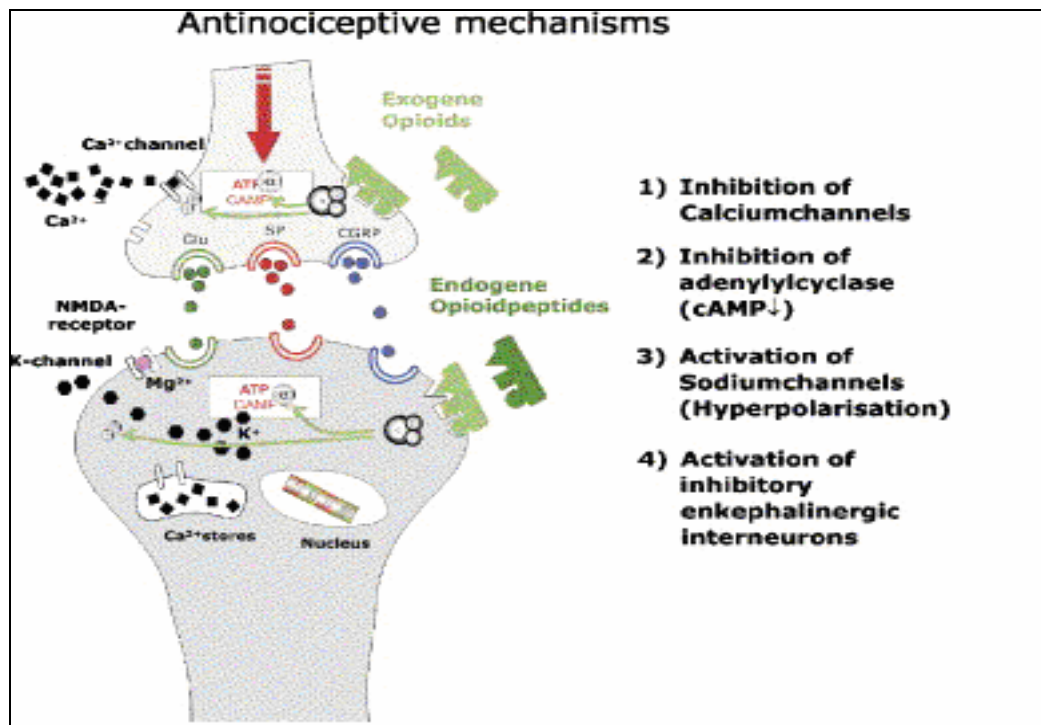 Antinociceptive mechanisms
Exogene
Opioids
Ca²⁺channel
Ca²⁺
ATP
CAMP
Glu
SP
CGRP
NMDA-
receptor
K-channel
Mg²⁺
Endogene
Opioidpeptides
ATP
CAMP
K⁺
Ca²⁺stores
Nucleus
1) Inhibition of
Calciumchannels
2) Inhibition of
adenylylcyclase
(cAMP↓)
3) Activation of
Sodiumchannels
(Hyperpolarisation)
4) Activation of
inhibitory
enkephalinergic
interneurons